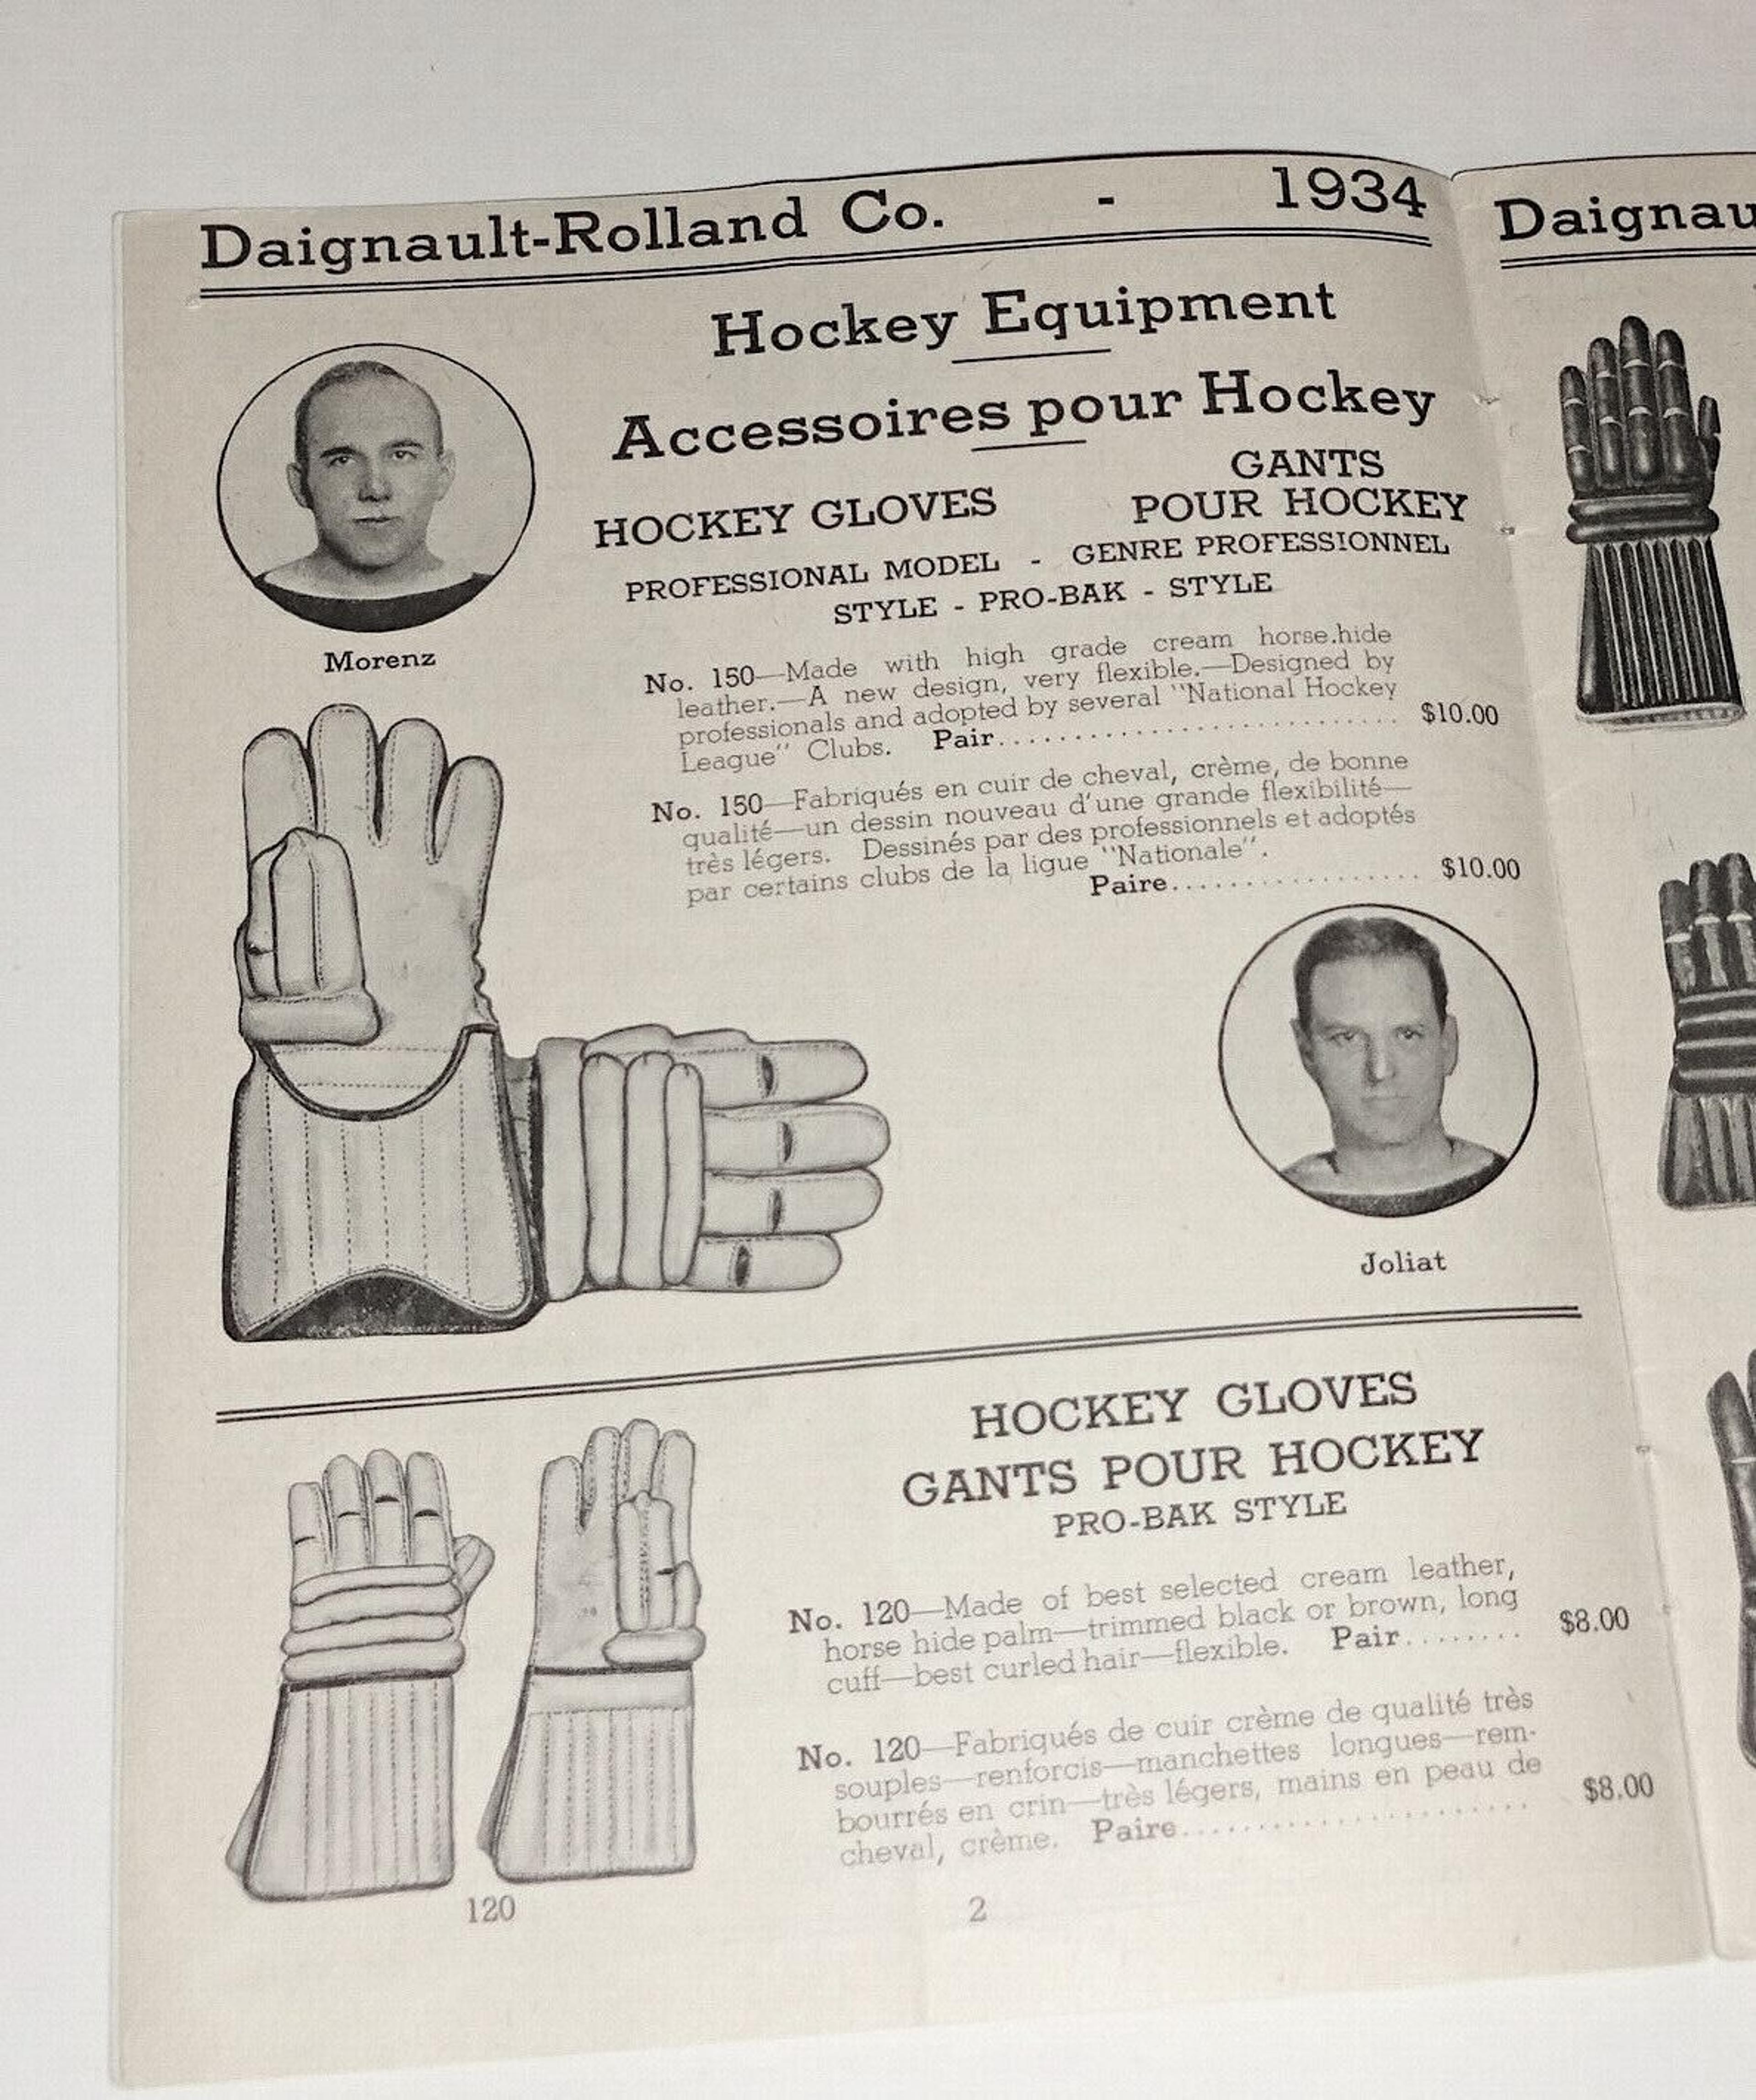 Daignault-Rolland Co. - 1934
Hockey Equipment
Accessoires pour Hockey
HOCKEY GLOVES
GANTS
POUR HOCKEY
PROFESSIONAL MODEL - GENRE PROFESSIONNEL
STYLE - PRO-BAK - STYLE
Morenz
No. 150—Made with high grade cream horse.hide
leather.—A new design, very flexible.—Designed by
professionals and adopted by several "National Hockey
League" Clubs. Pair.............................. $10.00
No. 150—Fabriqués en cuir de cheval, crème, de bonne
qualité—un dessin nouveau d'une grande flexibilité—
très légers. Dessinés par des professionnels et adoptés
par certains clubs de la ligue "Nationale".
Paire................... $10.00
Joliat
HOCKEY GLOVES
GANTS POUR HOCKEY
PRO-BAK STYLE
No. 120—Made of best selected cream leather,
horse hide palm—trimmed black or brown, long
cuff—best curled hair—flexible. Pair........ $8.00
No. 120—Fabriqués de cuir crème de qualité très
souples—renforcis—manchettes longues—rem-
bourrés en crin—très légers, mains en peau de
cheval, crème. Paire........................ $8.00
120
2
Daignau